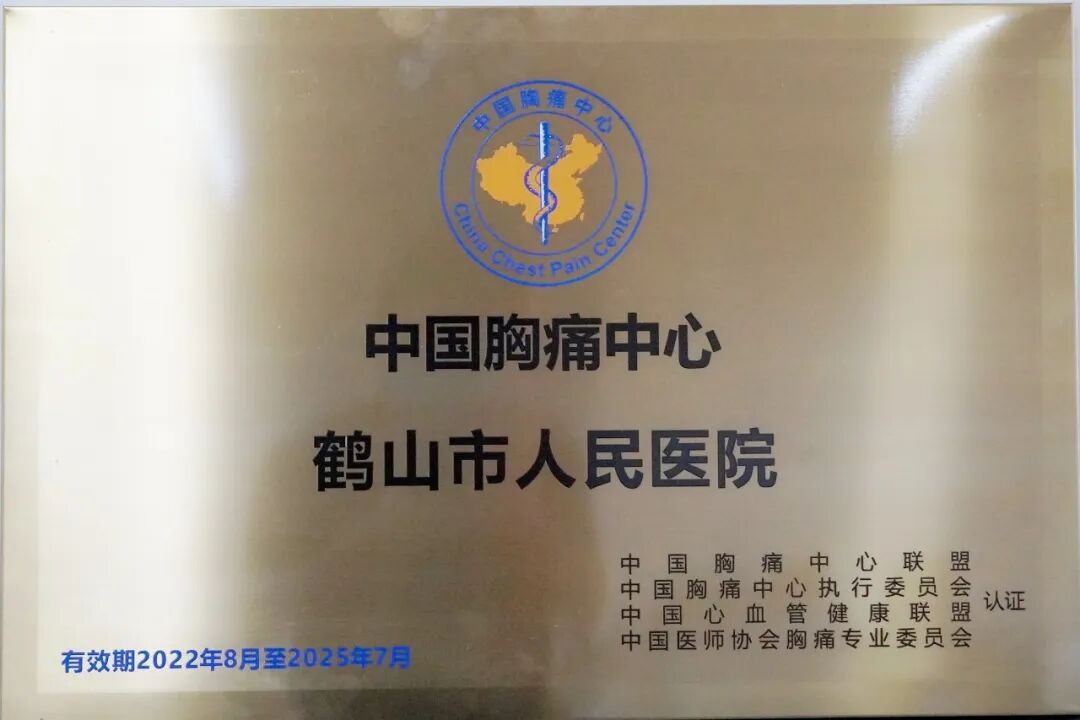 中国胸痛中心
China Chest Pain Center
中国胸痛中心
鹤山市人民医院
中国胸痛中心联盟
中国胸痛中心执行委员会
中国心血管健康联盟
中国医师协会胸痛专业委员会
认证
有效期2022年8月至2025年7月